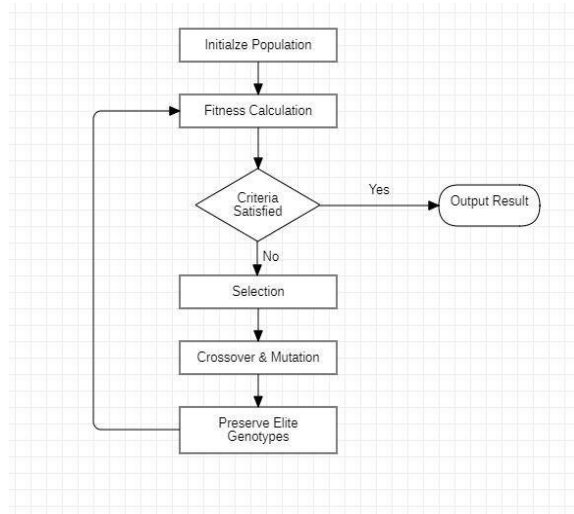 Initialze Population
Fitness Calculation
Criteria
Satisfied
Yes
Output Result
No
Selection
Crossover & Mutation
Preserve Elite
Genotypes